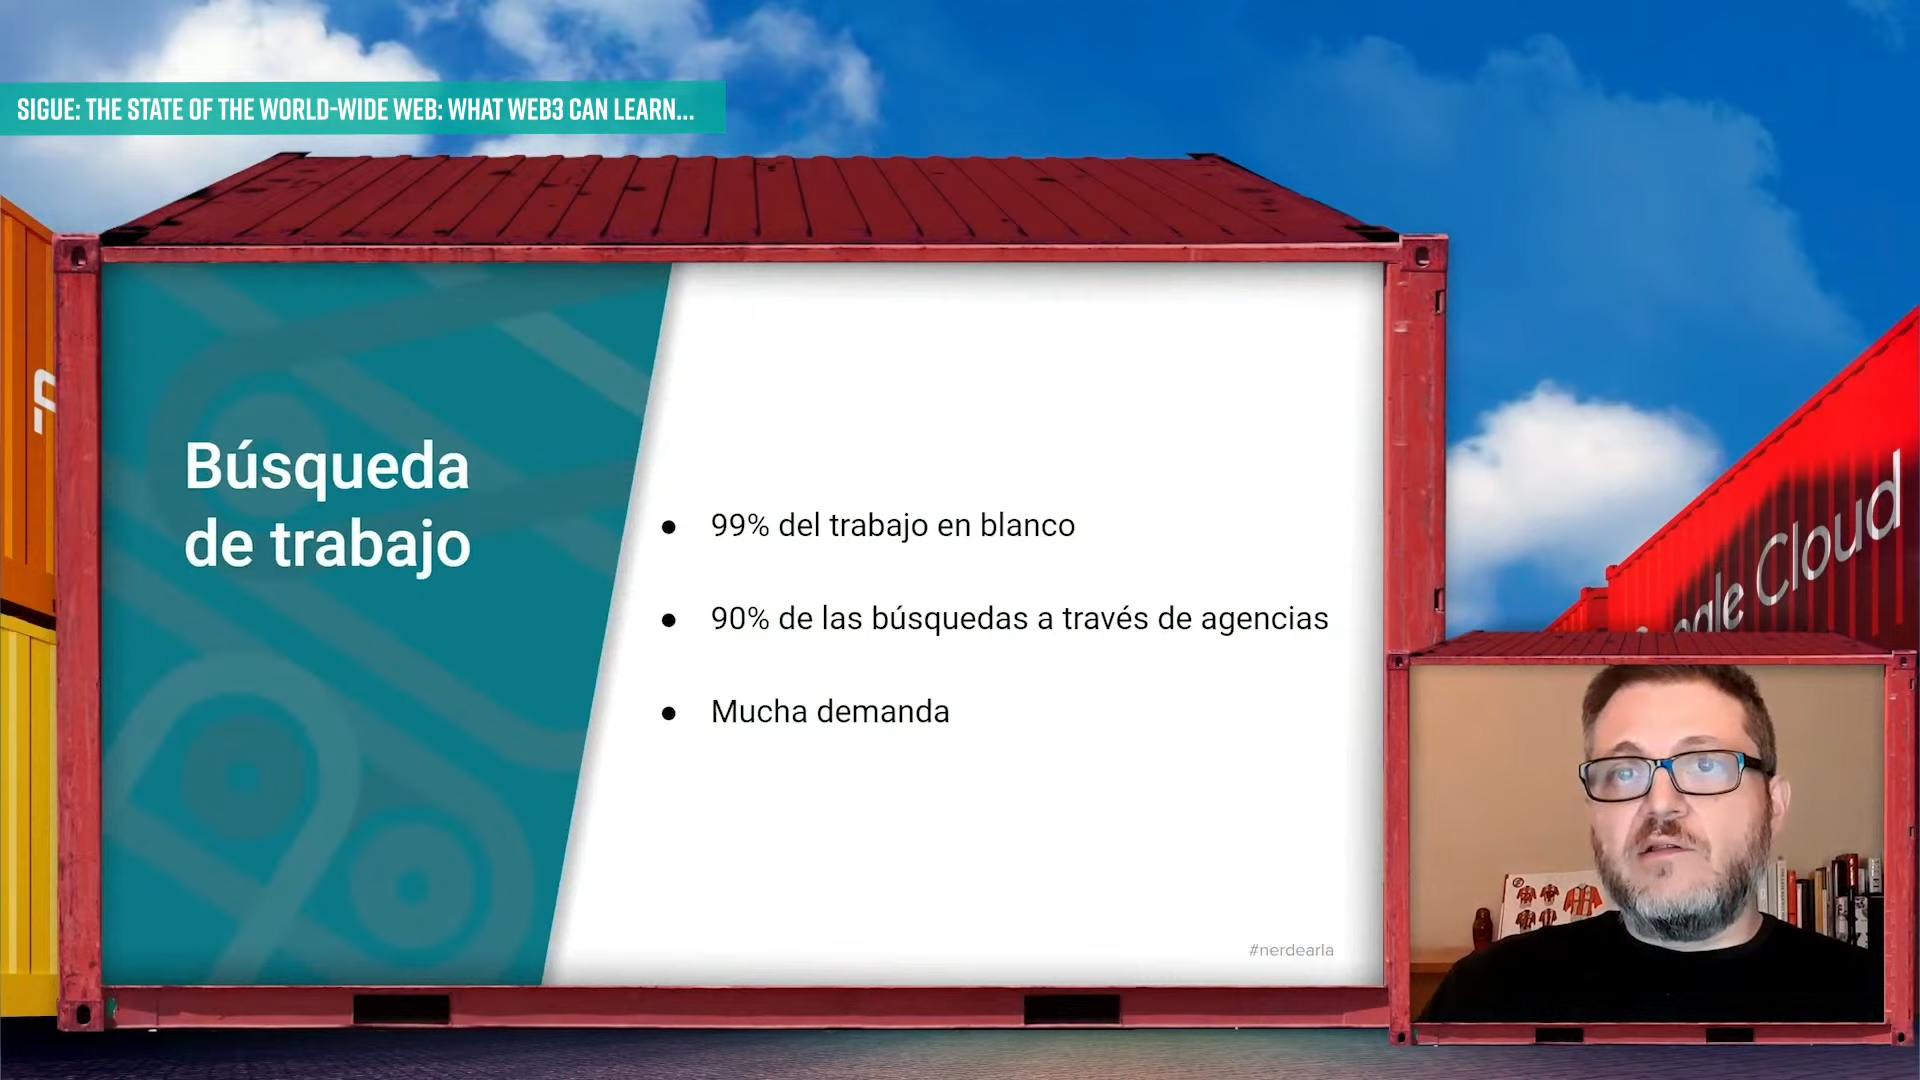 SIGUE: THE STATE OF THE WORLD-WIDE WEB: WHAT WEB3 CAN LEARN...
Búsqueda
de trabajo
● 99% del trabajo en blanco
● 90% de las búsquedas a través de agencias
● Mucha demanda
#nerdearla
Cloud